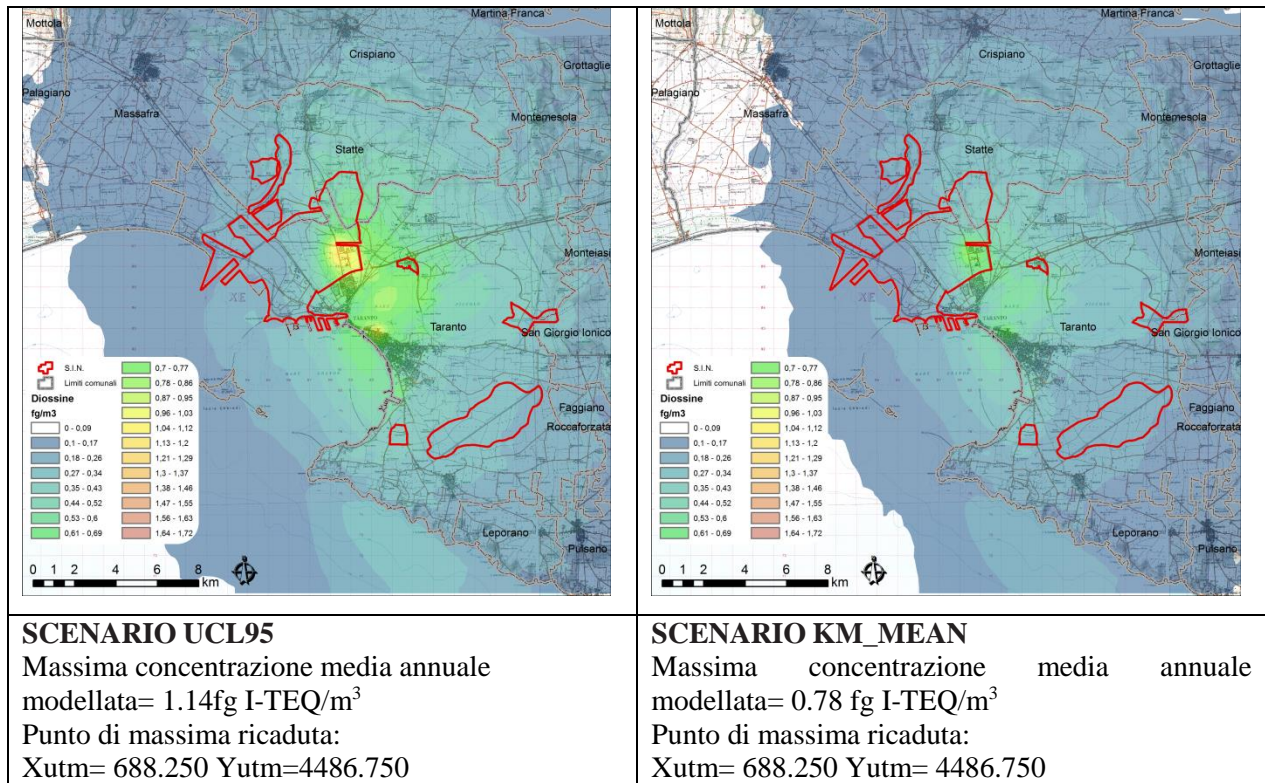 Mottola
Martina Franca
Crispiano
Grottaglie
Palagiano
Massafra
Montemesola
Statte
Monteiasi
TARANTO
Taranto
San Giorgio Ionico
Faggiano
Roccaforzata
Leporano
Pulsano
S.I.N.
Limiti comunali
Diossine
fg/m3
0 - 0,09
0,1 - 0,17
0,18 - 0,26
0,27 - 0,34
0,35 - 0,43
0,44 - 0,52
0,53 - 0,6
0,61 - 0,69
0,7 - 0,77
0,78 - 0,86
0,87 - 0,95
0,96 - 1,03
1,04 - 1,12
1,13 - 1,2
1,21 - 1,29
1,3 - 1,37
1,38 - 1,46
1,47 - 1,55
1,56 - 1,63
1,64 - 1,72
0 1 2 4 6 8
km
SCENARIO UCL95
Massima concentrazione media annuale
modellata= 1.14fg I-TEQ/m³
Punto di massima ricaduta:
Xutm= 688.250 Yutm=4486.750
Mottola
Martina Franca
Crispiano
Grottaglie
Palagiano
Massafra
Montemesola
Statte
Monteiasi
TARANTO
Taranto
San Giorgio Ionico
Faggiano
Roccaforzata
Leporano
Pulsano
S.I.N.
Limiti comunali
Diossine
fg/m3
0 - 0,09
0,1 - 0,17
0,18 - 0,26
0,27 - 0,34
0,35 - 0,43
0,44 - 0,52
0,53 - 0,6
0,61 - 0,69
0,7 - 0,77
0,78 - 0,86
0,87 - 0,95
0,96 - 1,03
1,04 - 1,12
1,13 - 1,2
1,21 - 1,29
1,3 - 1,37
1,38 - 1,46
1,47 - 1,55
1,56 - 1,63
1,64 - 1,72
0 1 2 4 6 8
km
SCENARIO KM_MEAN
Massima concentrazione media annuale
modellata= 0.78 fg I-TEQ/m³
Punto di massima ricaduta:
Xutm= 688.250 Yutm= 4486.750